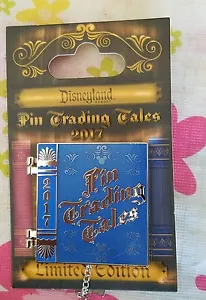 Disneyland
Pin Trading Tales
2017
2017
Pin
Trading
Tales
Limited Edition